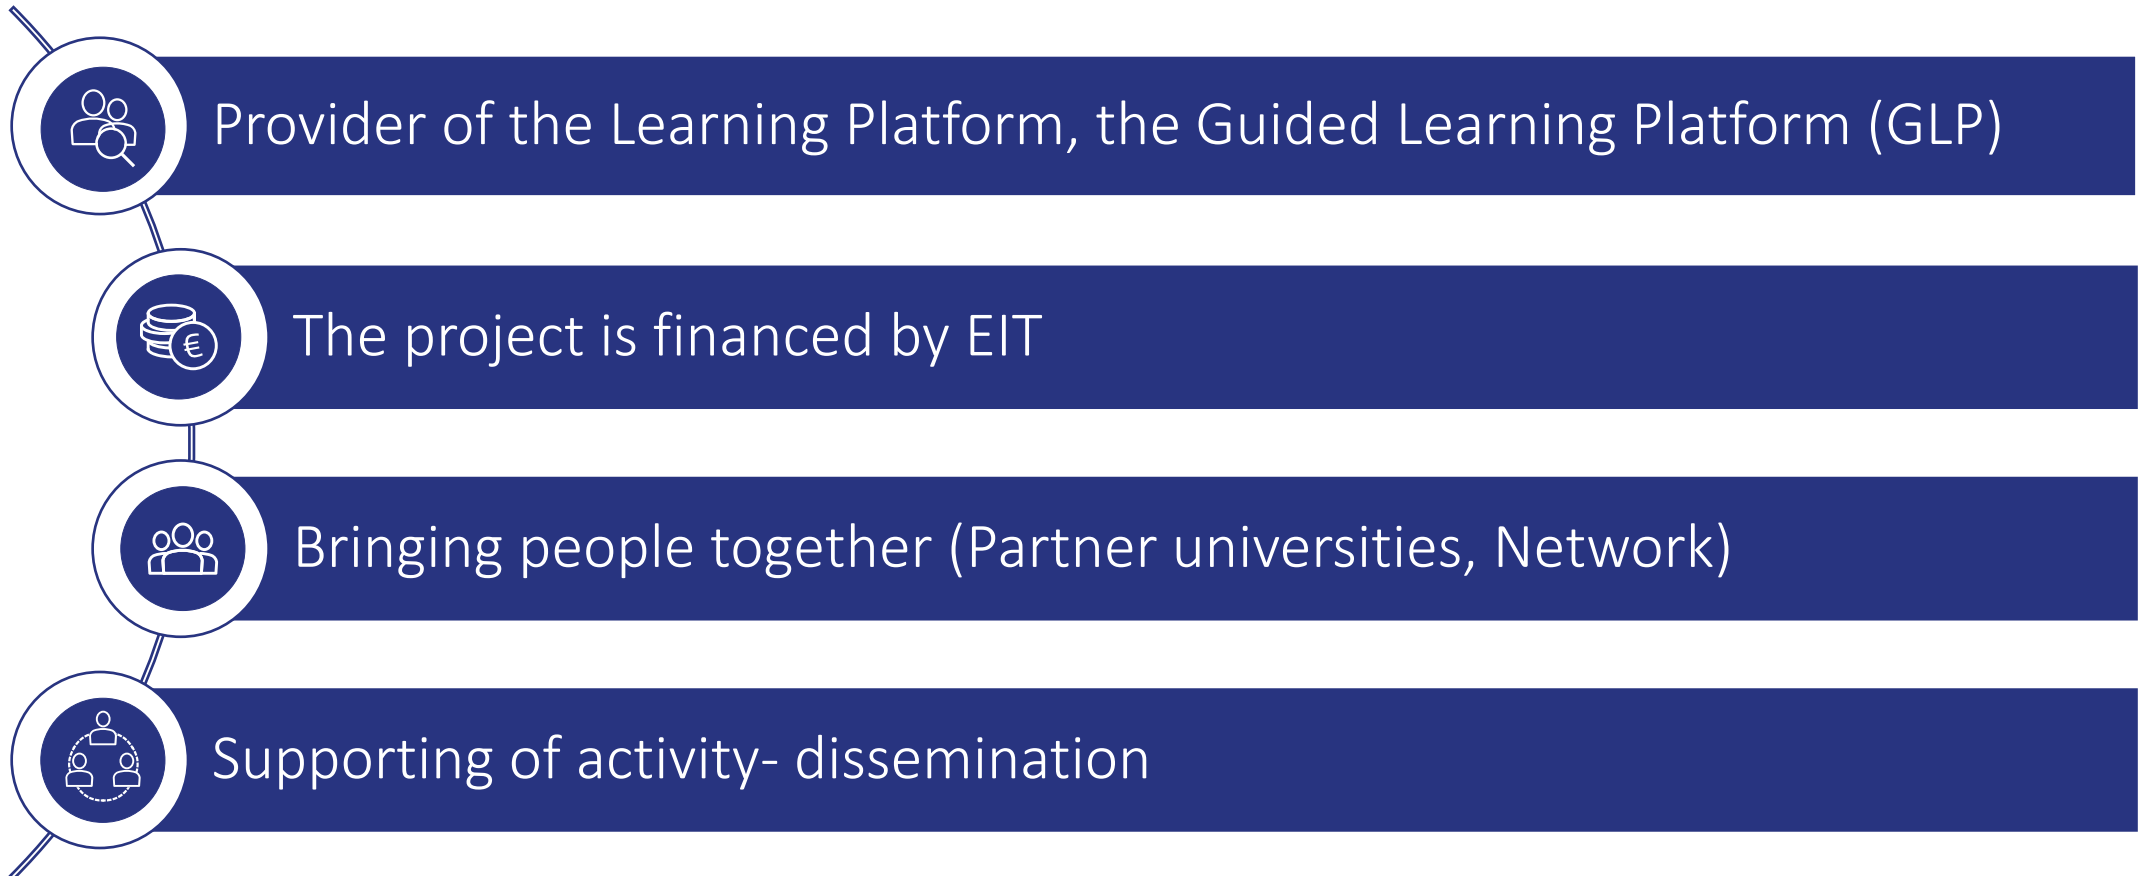 Provider of the Learning Platform, the Guided Learning Platform (GLP)
€
The project is financed by EIT
Bringing people together (Partner universities, Network)
Supporting of activity- dissemination